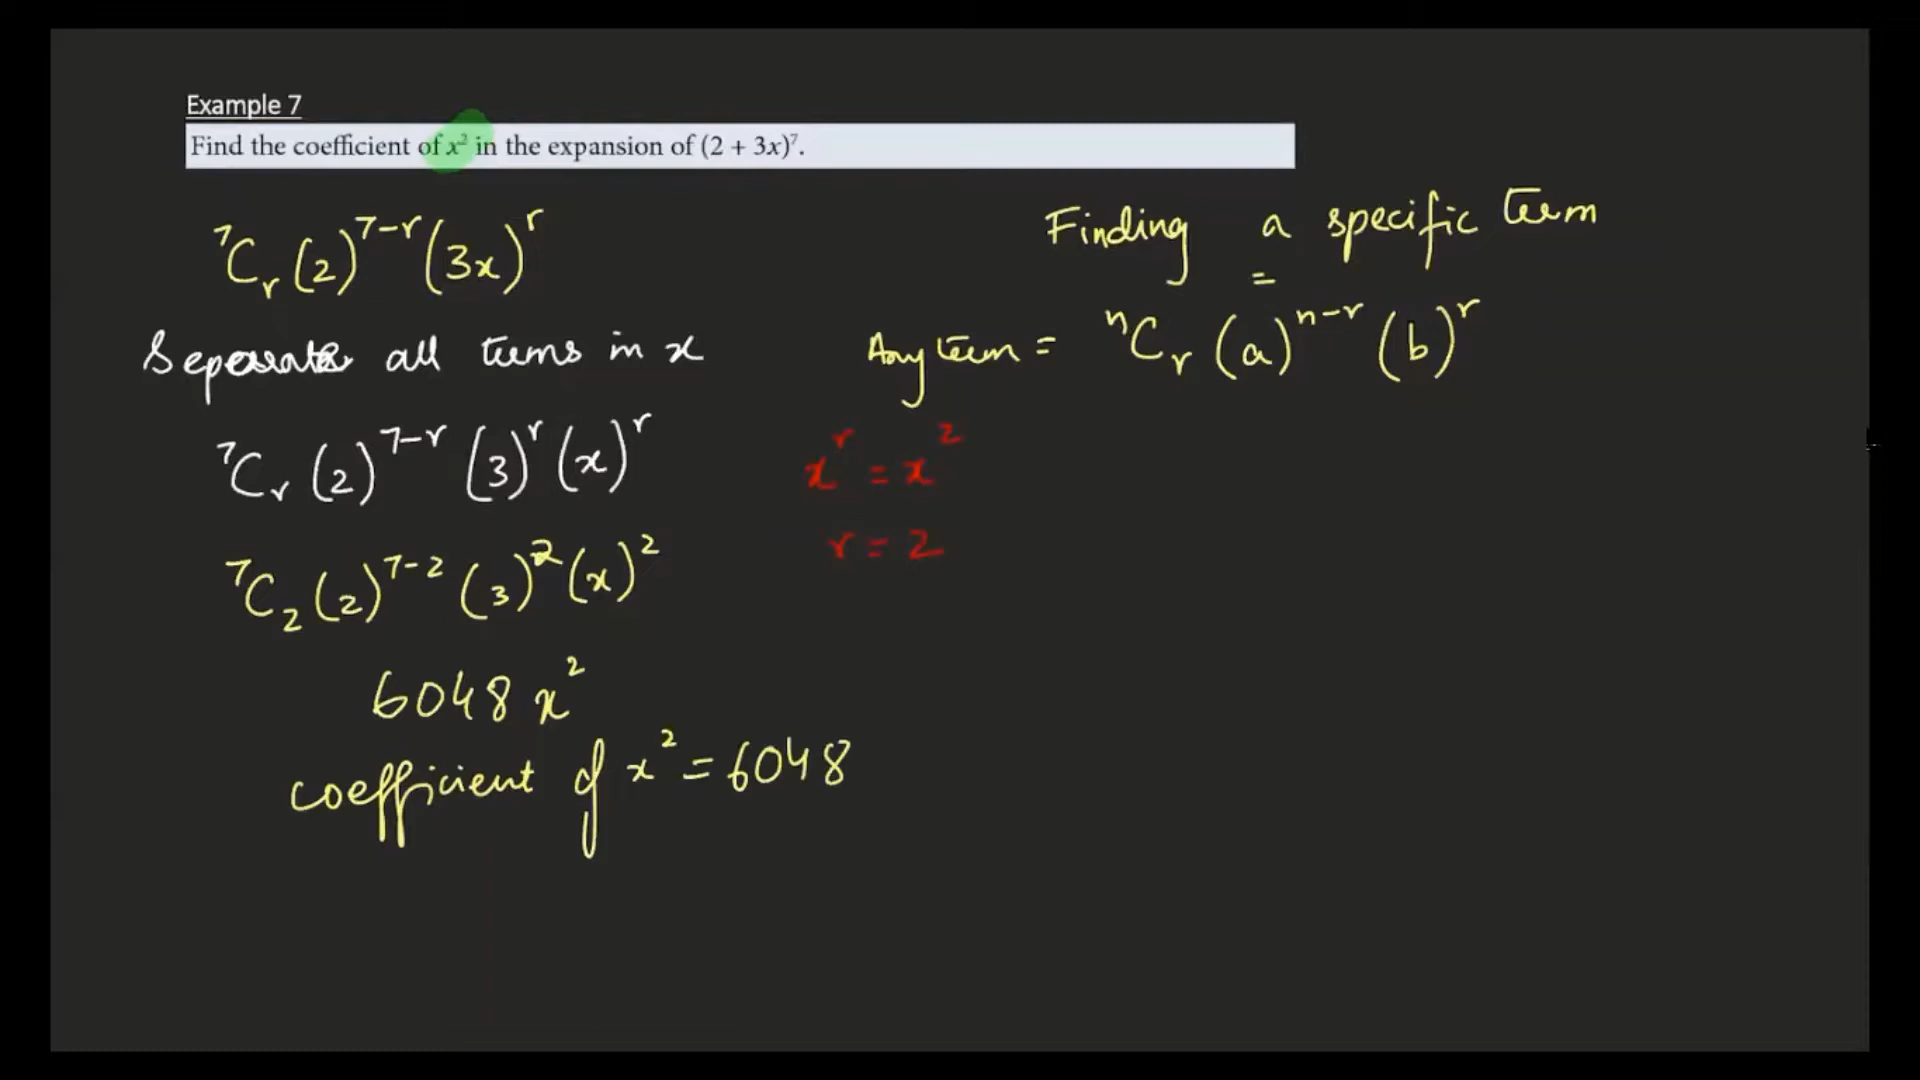 Example 7
Find the coefficient of x² in the expansion of (2 + 3x)⁷.
⁷Cᵣ (2)⁷⁻ʳ (3x)ʳ
Finding a specific term
Separate all terms in x
Any term = ⁿCᵣ (a)ⁿ⁻ʳ (b)ʳ
⁷Cᵣ (2)⁷⁻ʳ (3)ʳ (x)ʳ
xʳ = x²
r = 2
⁷C₂ (2)⁷⁻² (3)² (x)²
6048 x²
coefficient of x² = 6048